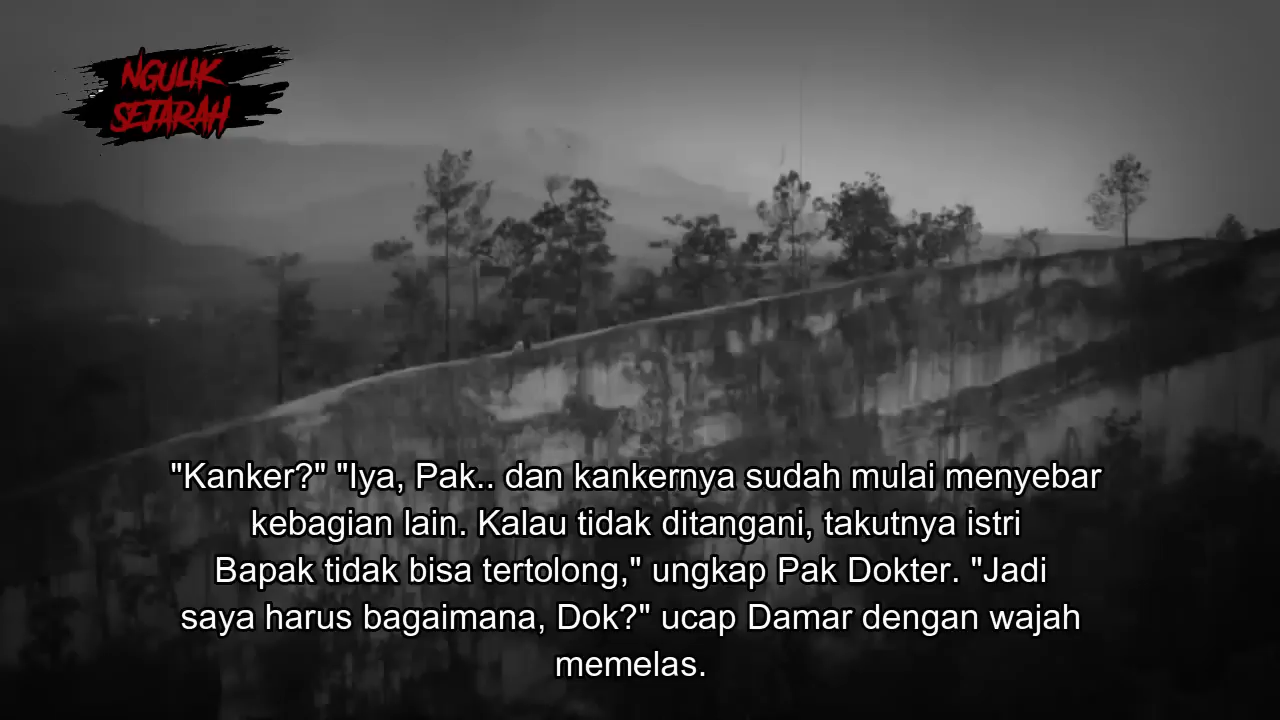 NGULIK
SEJARAH
"Kanker?" "Iya, Pak.. dan kankernya sudah mulai menyebar
kebagian lain. Kalau tidak ditangani, takutnya istri
Bapak tidak bisa tertolong," ungkap Pak Dokter. "Jadi
saya harus bagaimana, Dok?" ucap Damar dengan wajah
memelas.